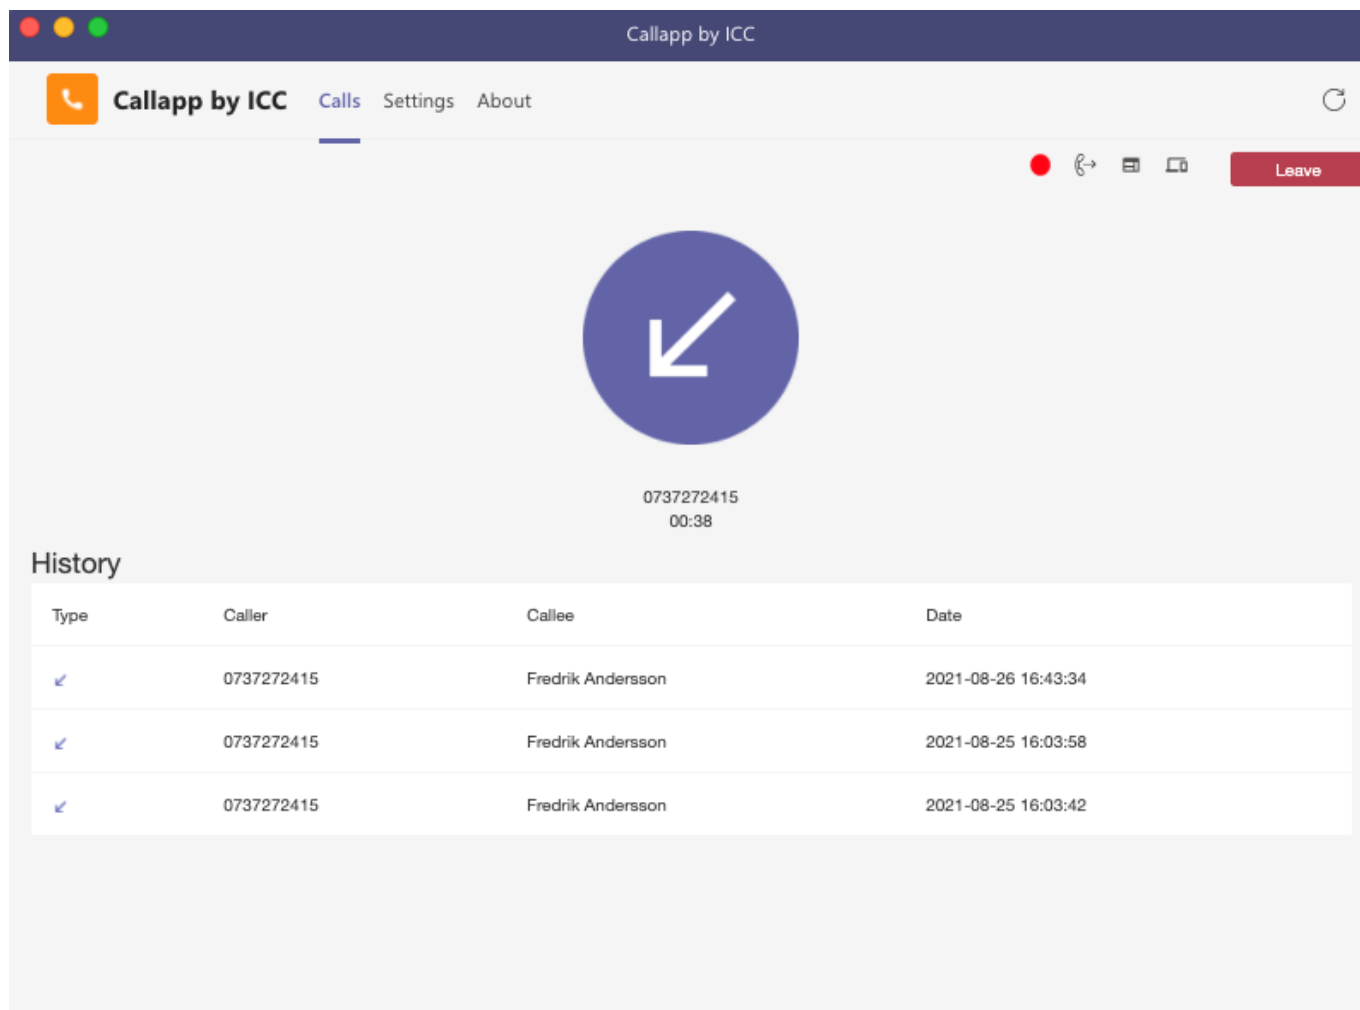 Callapp by ICC
Callapp by ICC Calls Settings About
Leave
0737272415
00:38
History
Type Caller Callee Date
0737272415 Fredrik Andersson 2021-08-26 16:43:34
0737272415 Fredrik Andersson 2021-08-25 16:03:58
0737272415 Fredrik Andersson 2021-08-25 16:03:42